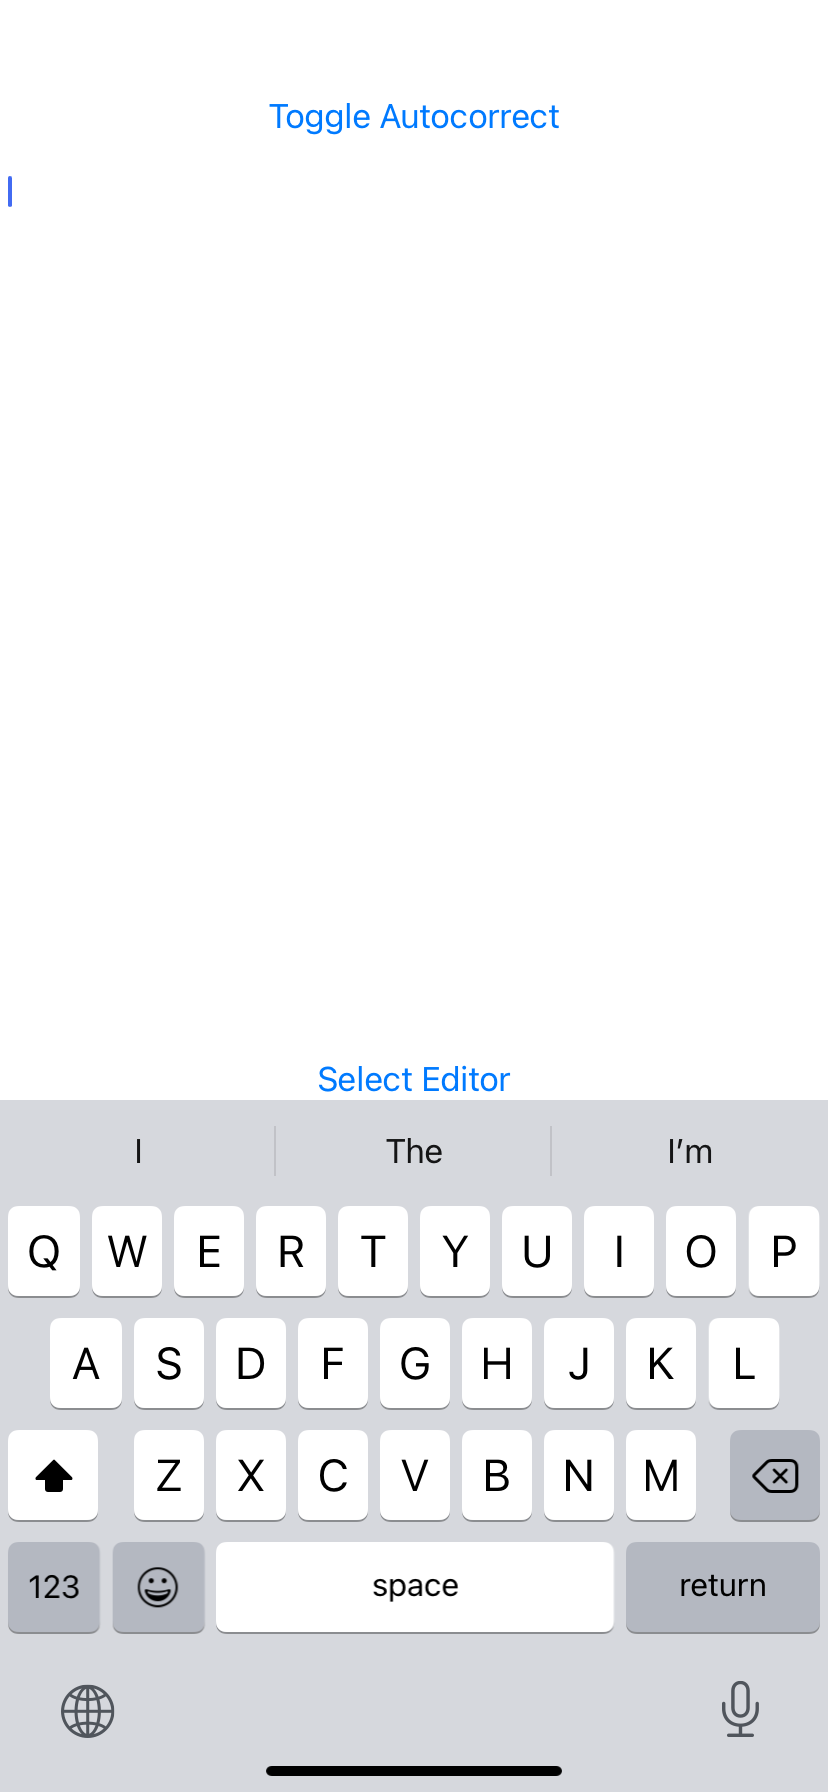 Toggle Autocorrect
Select Editor
I The I’m
Q W E R T Y U I O P
A S D F G H J K L
Z X C V B N M
123 space return